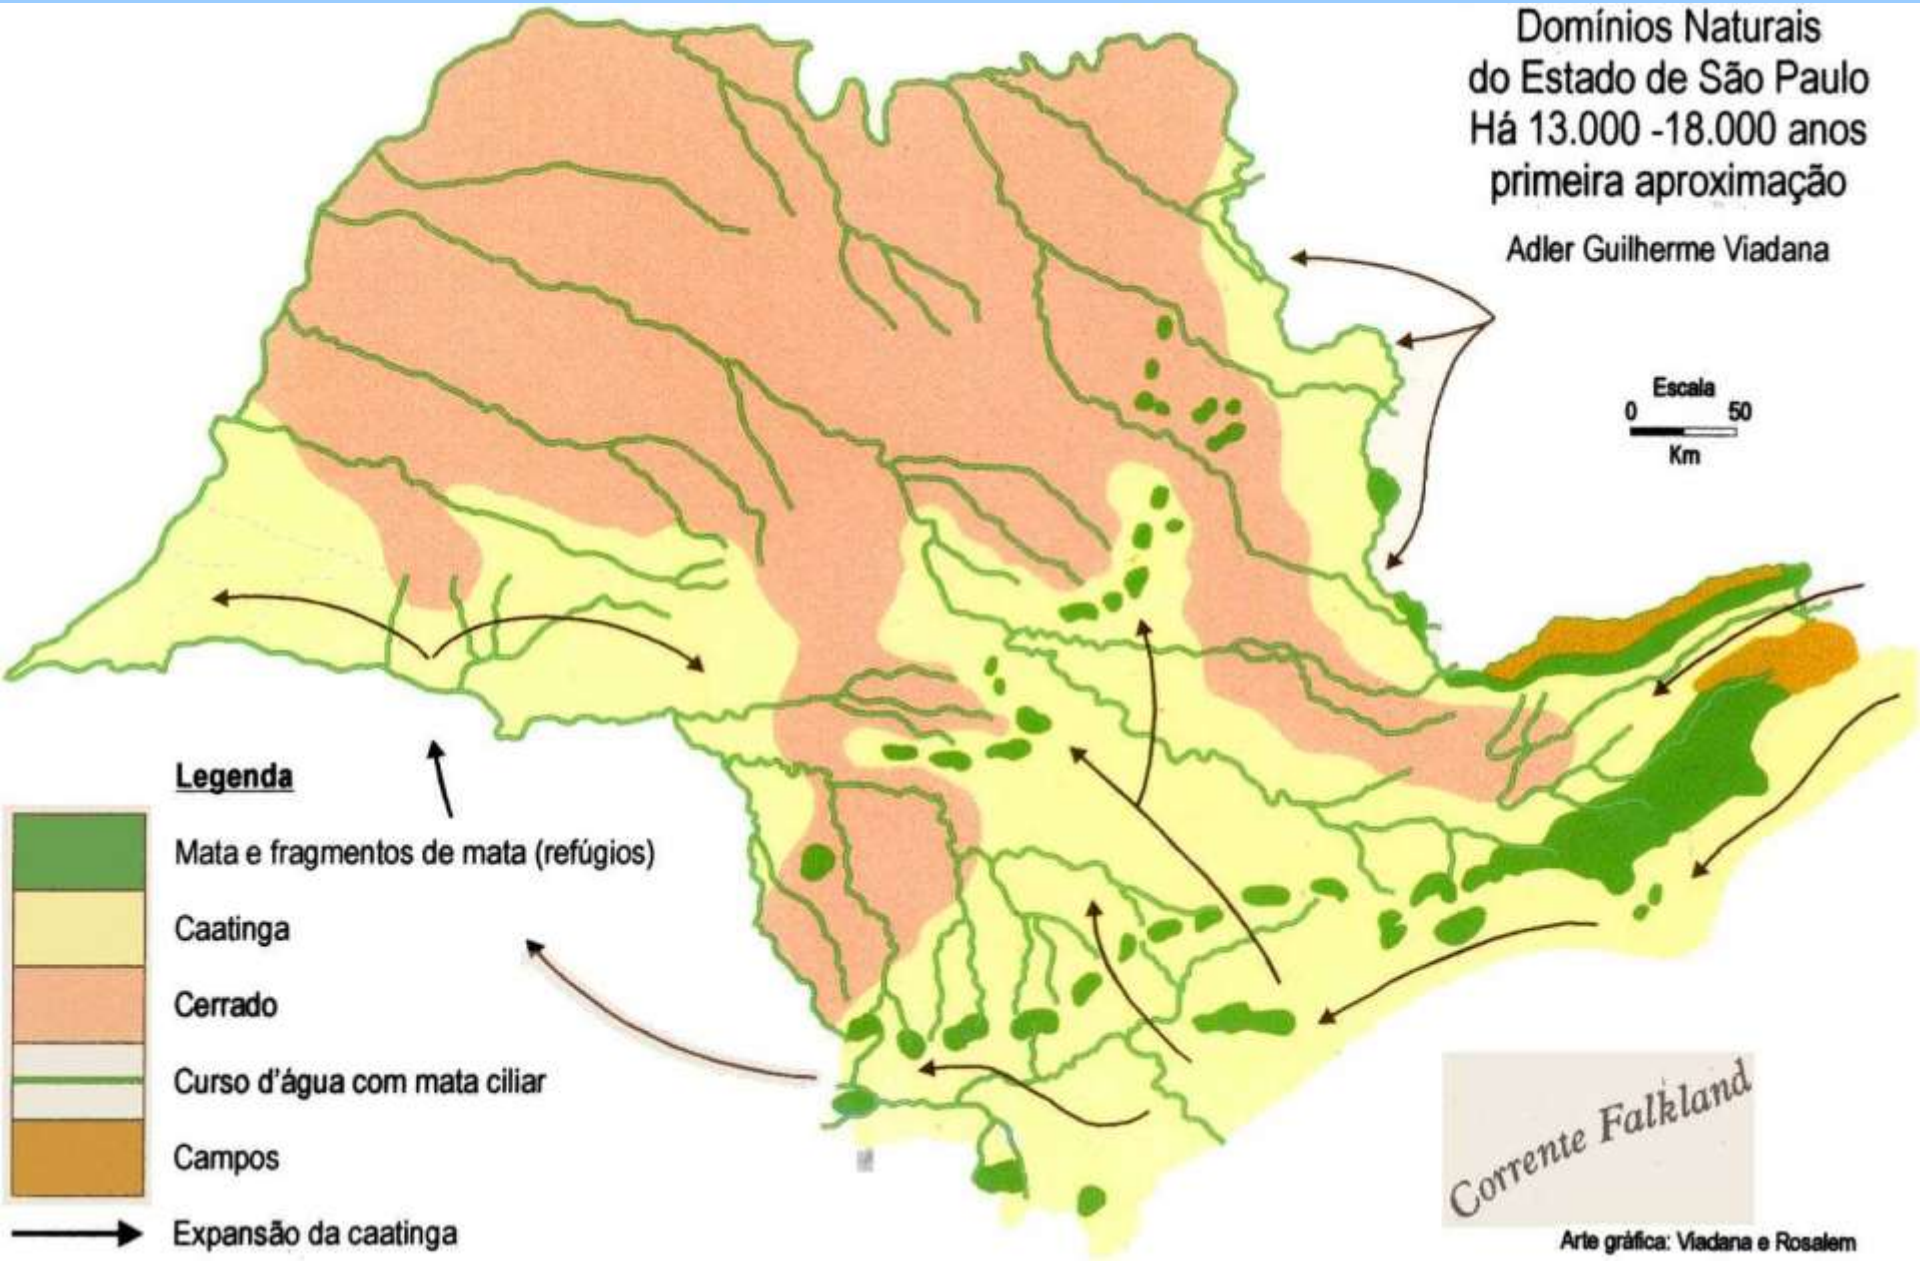 Domínios Naturais
do Estado de São Paulo
Há 13.000 -18.000 anos
primeira aproximação
Adler Guilherme Viadana
Escala
0 50
Km
Legenda
Mata e fragmentos de mata (refúgios)
Caatinga
Cerrado
Curso d'água com mata ciliar
Campos
Expansão da caatinga
Corrente Falkland
Arte gráfica: Viadana e Rosalem